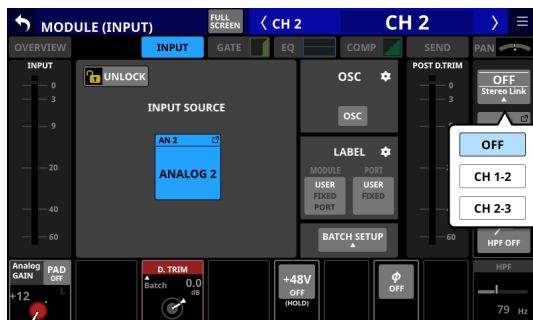 MODULE (INPUT)
FULL
SCREEN
CH 2
CH 2
OVERVIEW
INPUT
GATE
EQ
COMP
SEND
PAN
INPUT
0
3
9
20
40
60
UNLOCK
INPUT SOURCE
AN 2
ANALOG 2
OSC
OSC
LABEL
MODULE
PORT
USER
FIXED
PORT
USER
FIXED
BATCH SETUP
POST D.TRIM
0
3
60
OFF
Stereo Link
OFF
CH 1-2
CH 2-3
HPF OFF
Analog
GAIN
PAD
OFF
+12
L
D. TRIM
Batch
0.0
dB
+48V
OFF
(HOLD)
Φ
OFF
HPF
79 Hz